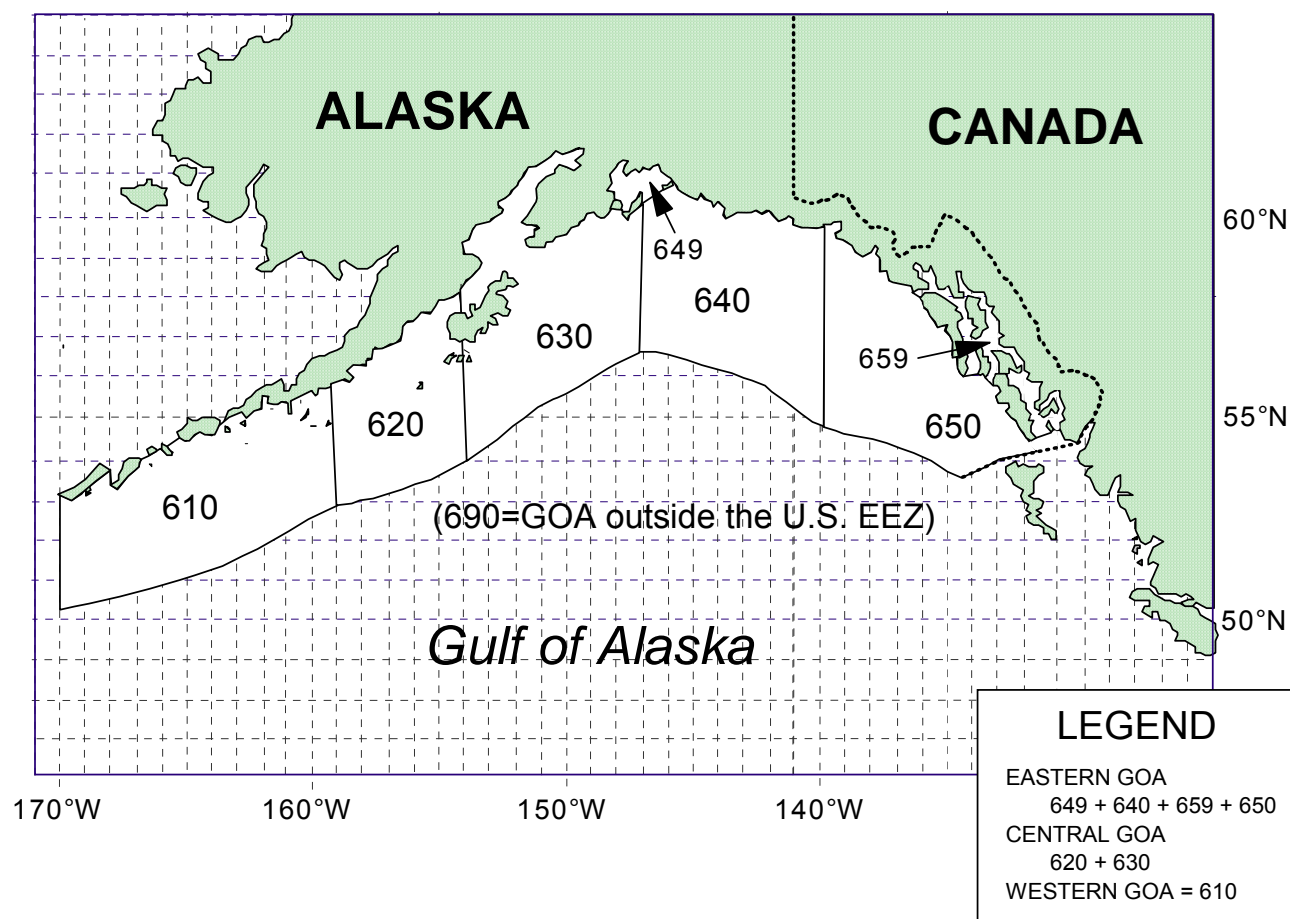 ALASKA
CANADA
60°N
649
640
630
659
55°N
620
650
610
(690=GOA outside the U.S. EEZ)
50°N
Gulf of Alaska
170°W
160°W
150°W
140°W
LEGEND
EASTERN GOA
649 + 640 + 659 + 650
CENTRAL GOA
620 + 630
WESTERN GOA = 610